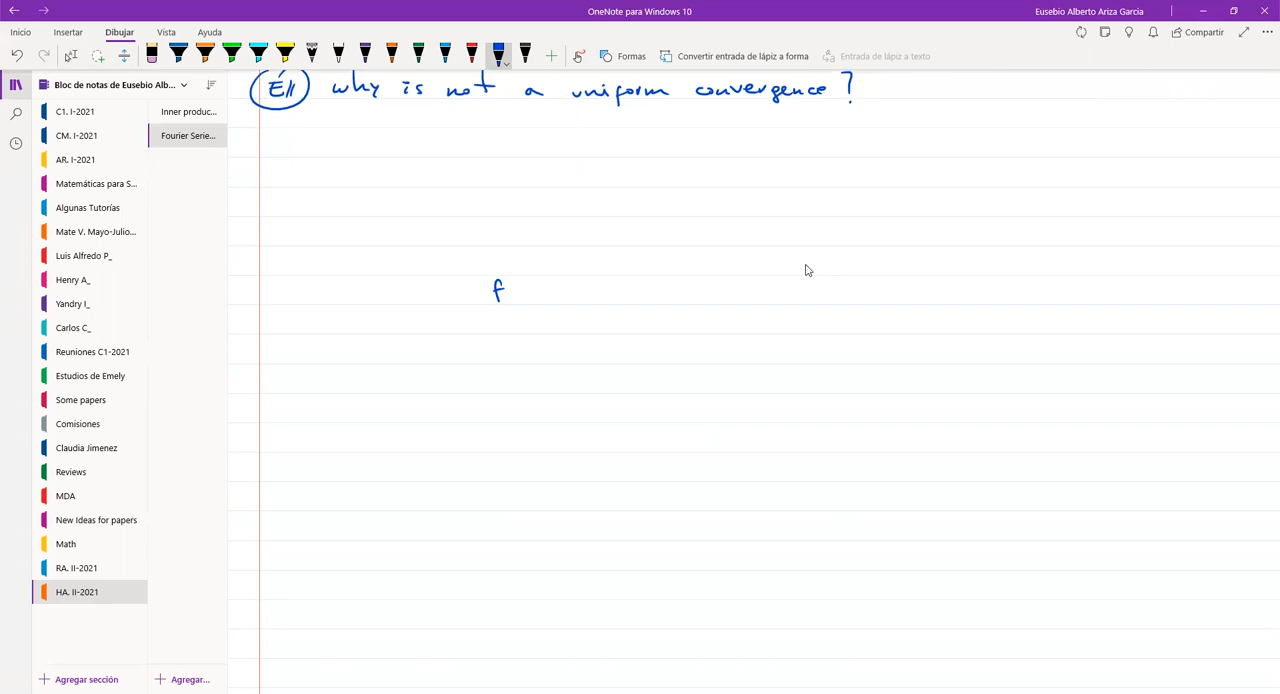 OneNote para Windows 10
Eusebio Alberto Ariza Garcia
Inicio Insertar Dibujar Vista Ayuda
Compartir
Formas Convertir entrada de lápiz a forma Entrada de lápiz a texto
Bloc de notas de Eusebio Alb...
C1. I-2021
CM. I-2021
AR. I-2021
Matemáticas para S...
Algunas Tutorías
Mate V. Mayo-Julio...
Luis Alfredo P_
Henry A_
Yandry I_
Carlos C_
Reuniones C1-2021
Estudios de Emely
Some papers
Comisiones
Claudia Jimenez
Reviews
MDA
New Ideas for papers
Math
RA. II-2021
HA. II-2021
Agregar sección
Inner produc...
Fourier Serie...
Agregar...
why is not a uniform convergence?
f